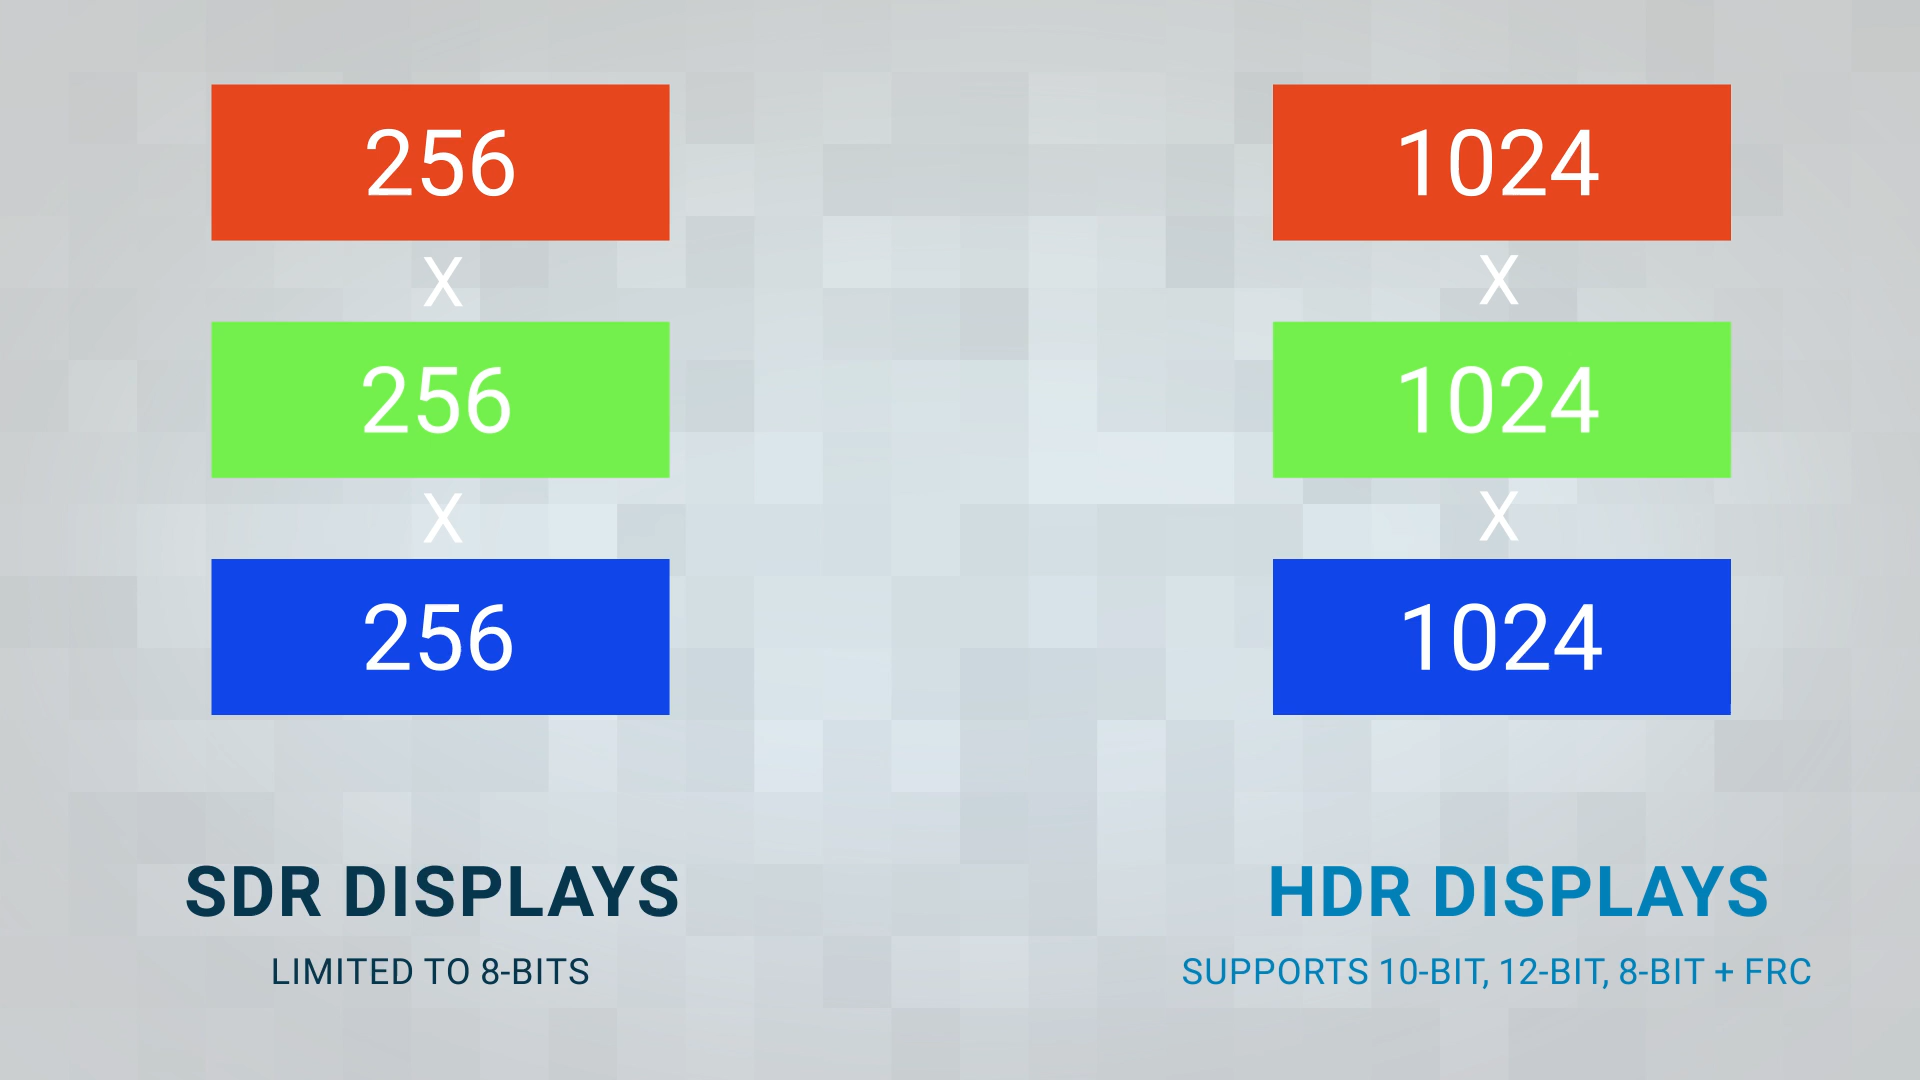 256
X
256
X
256
SDR DISPLAYS
LIMITED TO 8-BITS
1024
X
1024
X
1024
HDR DISPLAYS
SUPPORTS 10-BIT, 12-BIT, 8-BIT + FRC